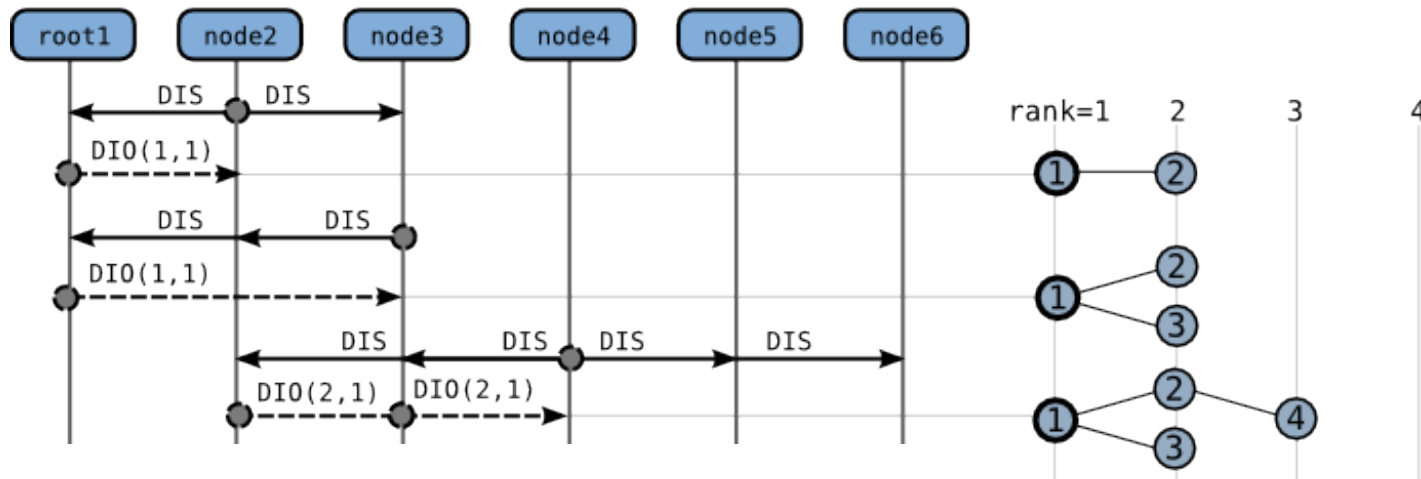 root1 node2 node3 node4 node5 node6
DIS DIS
rank=1 2 3 4
DIO(1,1)
1 2
DIS DIS
2
DIO(1,1)
1
3
DIS DIS DIS DIS
DIO(2,1) DIO(2,1)
2
1 4
3